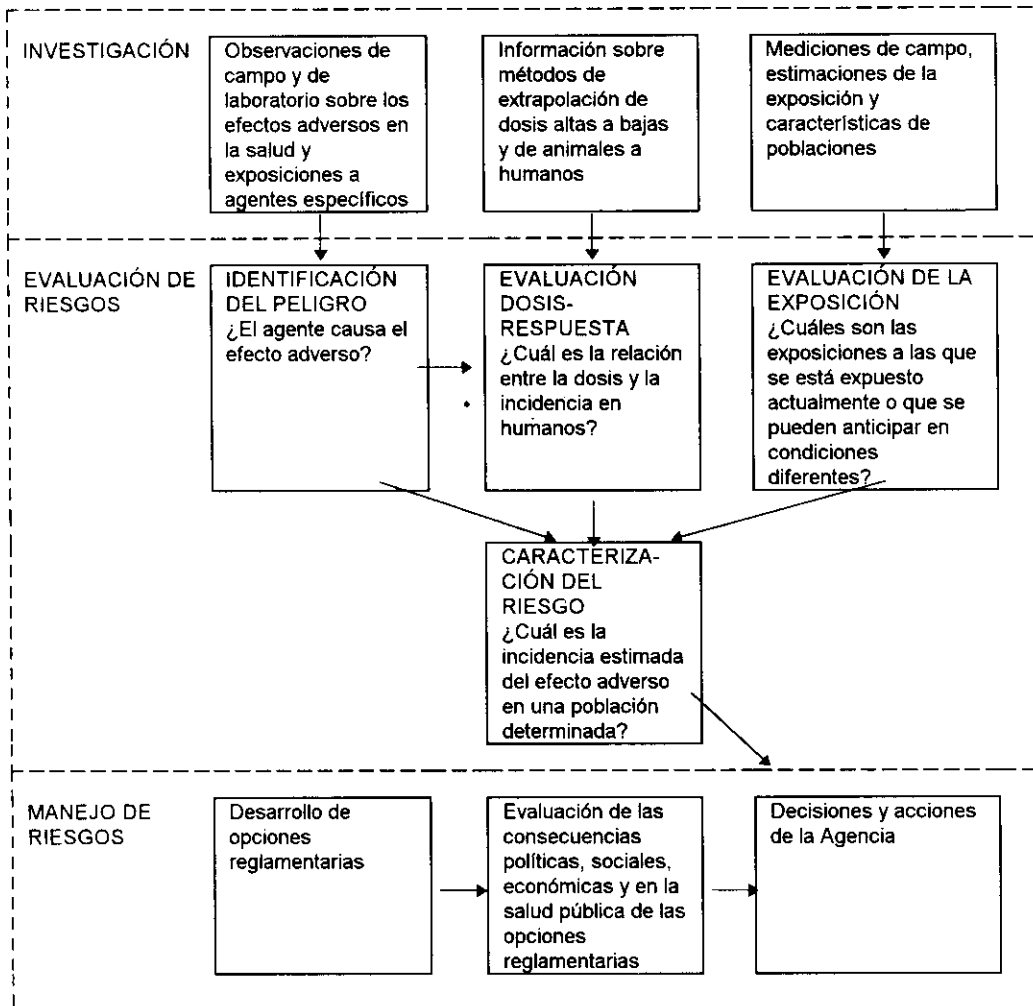 INVESTIGACIÓN
Observaciones de
campo y de
laboratorio sobre los
efectos adversos en
la salud y
exposiciones a
agentes específicos
Información sobre
métodos de
extrapolación de
dosis altas a bajas
y de animales a
humanos
Mediciones de campo,
estimaciones de la
exposición y
características de
poblaciones
EVALUACIÓN DE
RIESGOS
IDENTIFICACIÓN
DEL PELIGRO
¿El agente causa el
efecto adverso?
EVALUACIÓN
DOSIS-
RESPUESTA
¿Cuál es la relación
entre la dosis y la
incidencia en
humanos?
EVALUACIÓN DE LA
EXPOSICIÓN
¿Cuáles son las
exposiciones a las que
se está expuesto
actualmente o que se
pueden anticipar en
condiciones
diferentes?
CARACTERIZA-
CIÓN DEL
RIESGO
¿Cuál es la
incidencia estimada
del efecto adverso
en una población
determinada?
MANEJO DE
RIESGOS
Desarrollo de
opciones
reglamentarias
Evaluación de las
consecuencias
políticas, sociales,
económicas y en la
salud pública de las
opciones
reglamentarias
Decisiones y acciones
de la Agencia